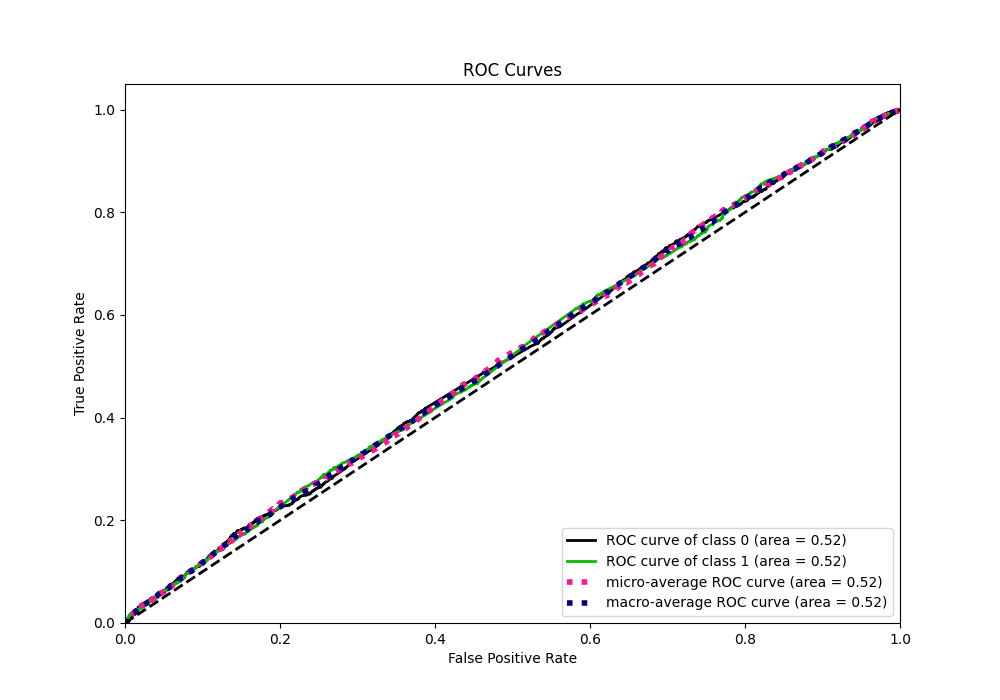 ROC Curves
True Positive Rate
1.0
0.8
0.6
0.4
0.2
0.0
ROC curve of class 0 (area = 0.52)
ROC curve of class 1 (area = 0.52)
micro-average ROC curve (area = 0.52)
macro-average ROC curve (area = 0.52)
0.0 0.2 0.4 0.6 0.8 1.0
False Positive Rate